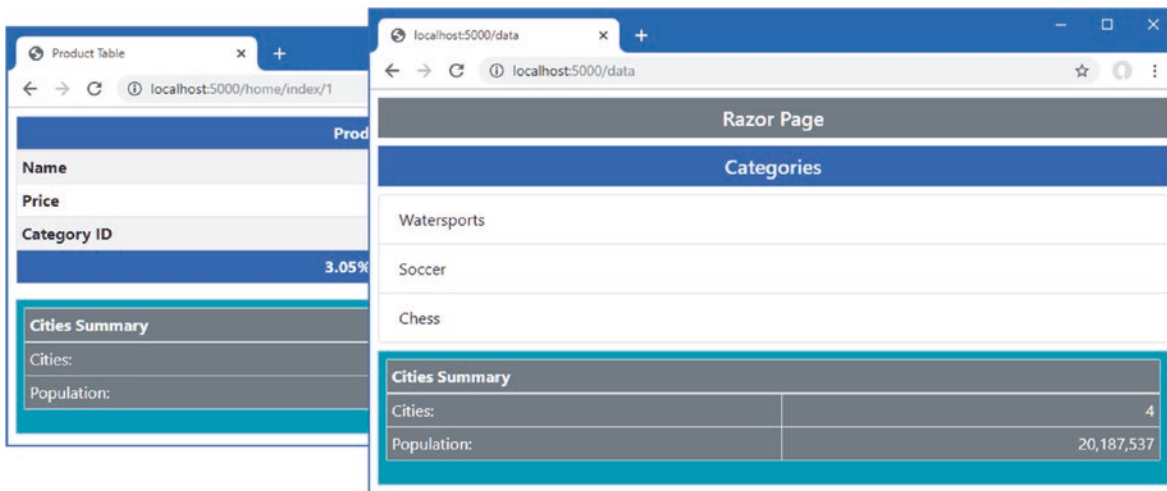 Product Table
localhost:5000/home/index/1
Prod
Name
Price
Category ID
3.05%
Cities Summary
Cities:
Population:
localhost:5000/data
localhost:5000/data
Razor Page
Categories
Watersports
Soccer
Chess
Cities Summary
Cities: 4
Population: 20,187,537